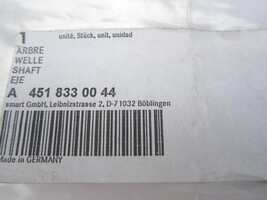 1 unité, Stück, unit, unidad
ARBRE
WELLE
SHAFT
EJE
A 451 833 00 44
smart GmbH, Leibnizstrasse 2, D-71032 Böblingen
Made in GERMANY